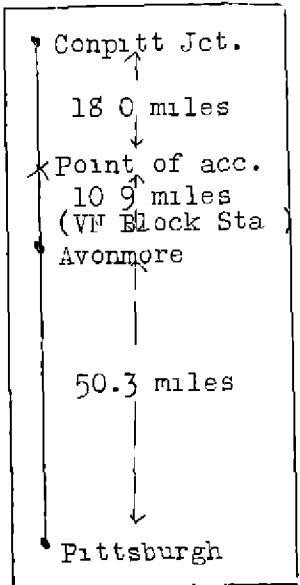 Conpitt Jct.
18 0 miles
Point of acc.
10 9 miles
(VN Block Sta )
Avonmore
50.3 miles
Pittsburgh